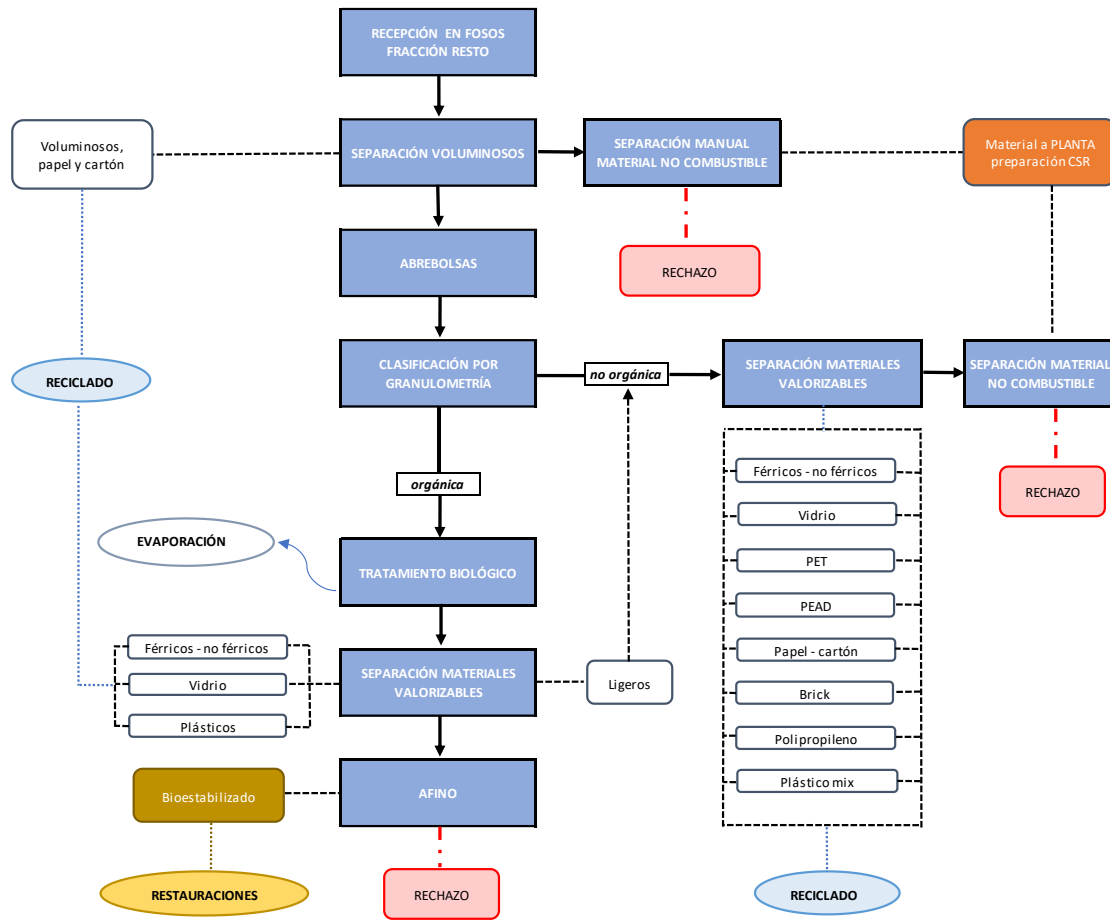 RECEPCIÓN EN FOSOS
FRACCIÓN RESTO
Voluminosos,
papel y cartón
SEPARACIÓN VOLUMINOSOS
SEPARACIÓN MANUAL
MATERIAL NO COMBUSTIBLE
Material a PLANTA
preparación CSR
ABREBOLSAS
RECHAZO
RECICLADO
CLASIFICACIÓN POR
GRANULOMETRÍA
no orgánica
SEPARACIÓN MATERIALES
VALORIZABLES
SEPARACIÓN MATERIAL
NO COMBUSTIBLE
orgánica
Férricos - no férricos
RECHAZO
Vidrio
EVAPORACIÓN
TRATAMIENTO BIOLÓGICO
PET
PEAD
Férricos - no férricos
Vidrio
Plásticos
SEPARACIÓN MATERIALES
VALORIZABLES
Ligeros
Papel - cartón
Brick
Polipropileno
Plástico mix
Bioestabilizado
AFINO
RESTAURACIONES
RECHAZO
RECICLADO